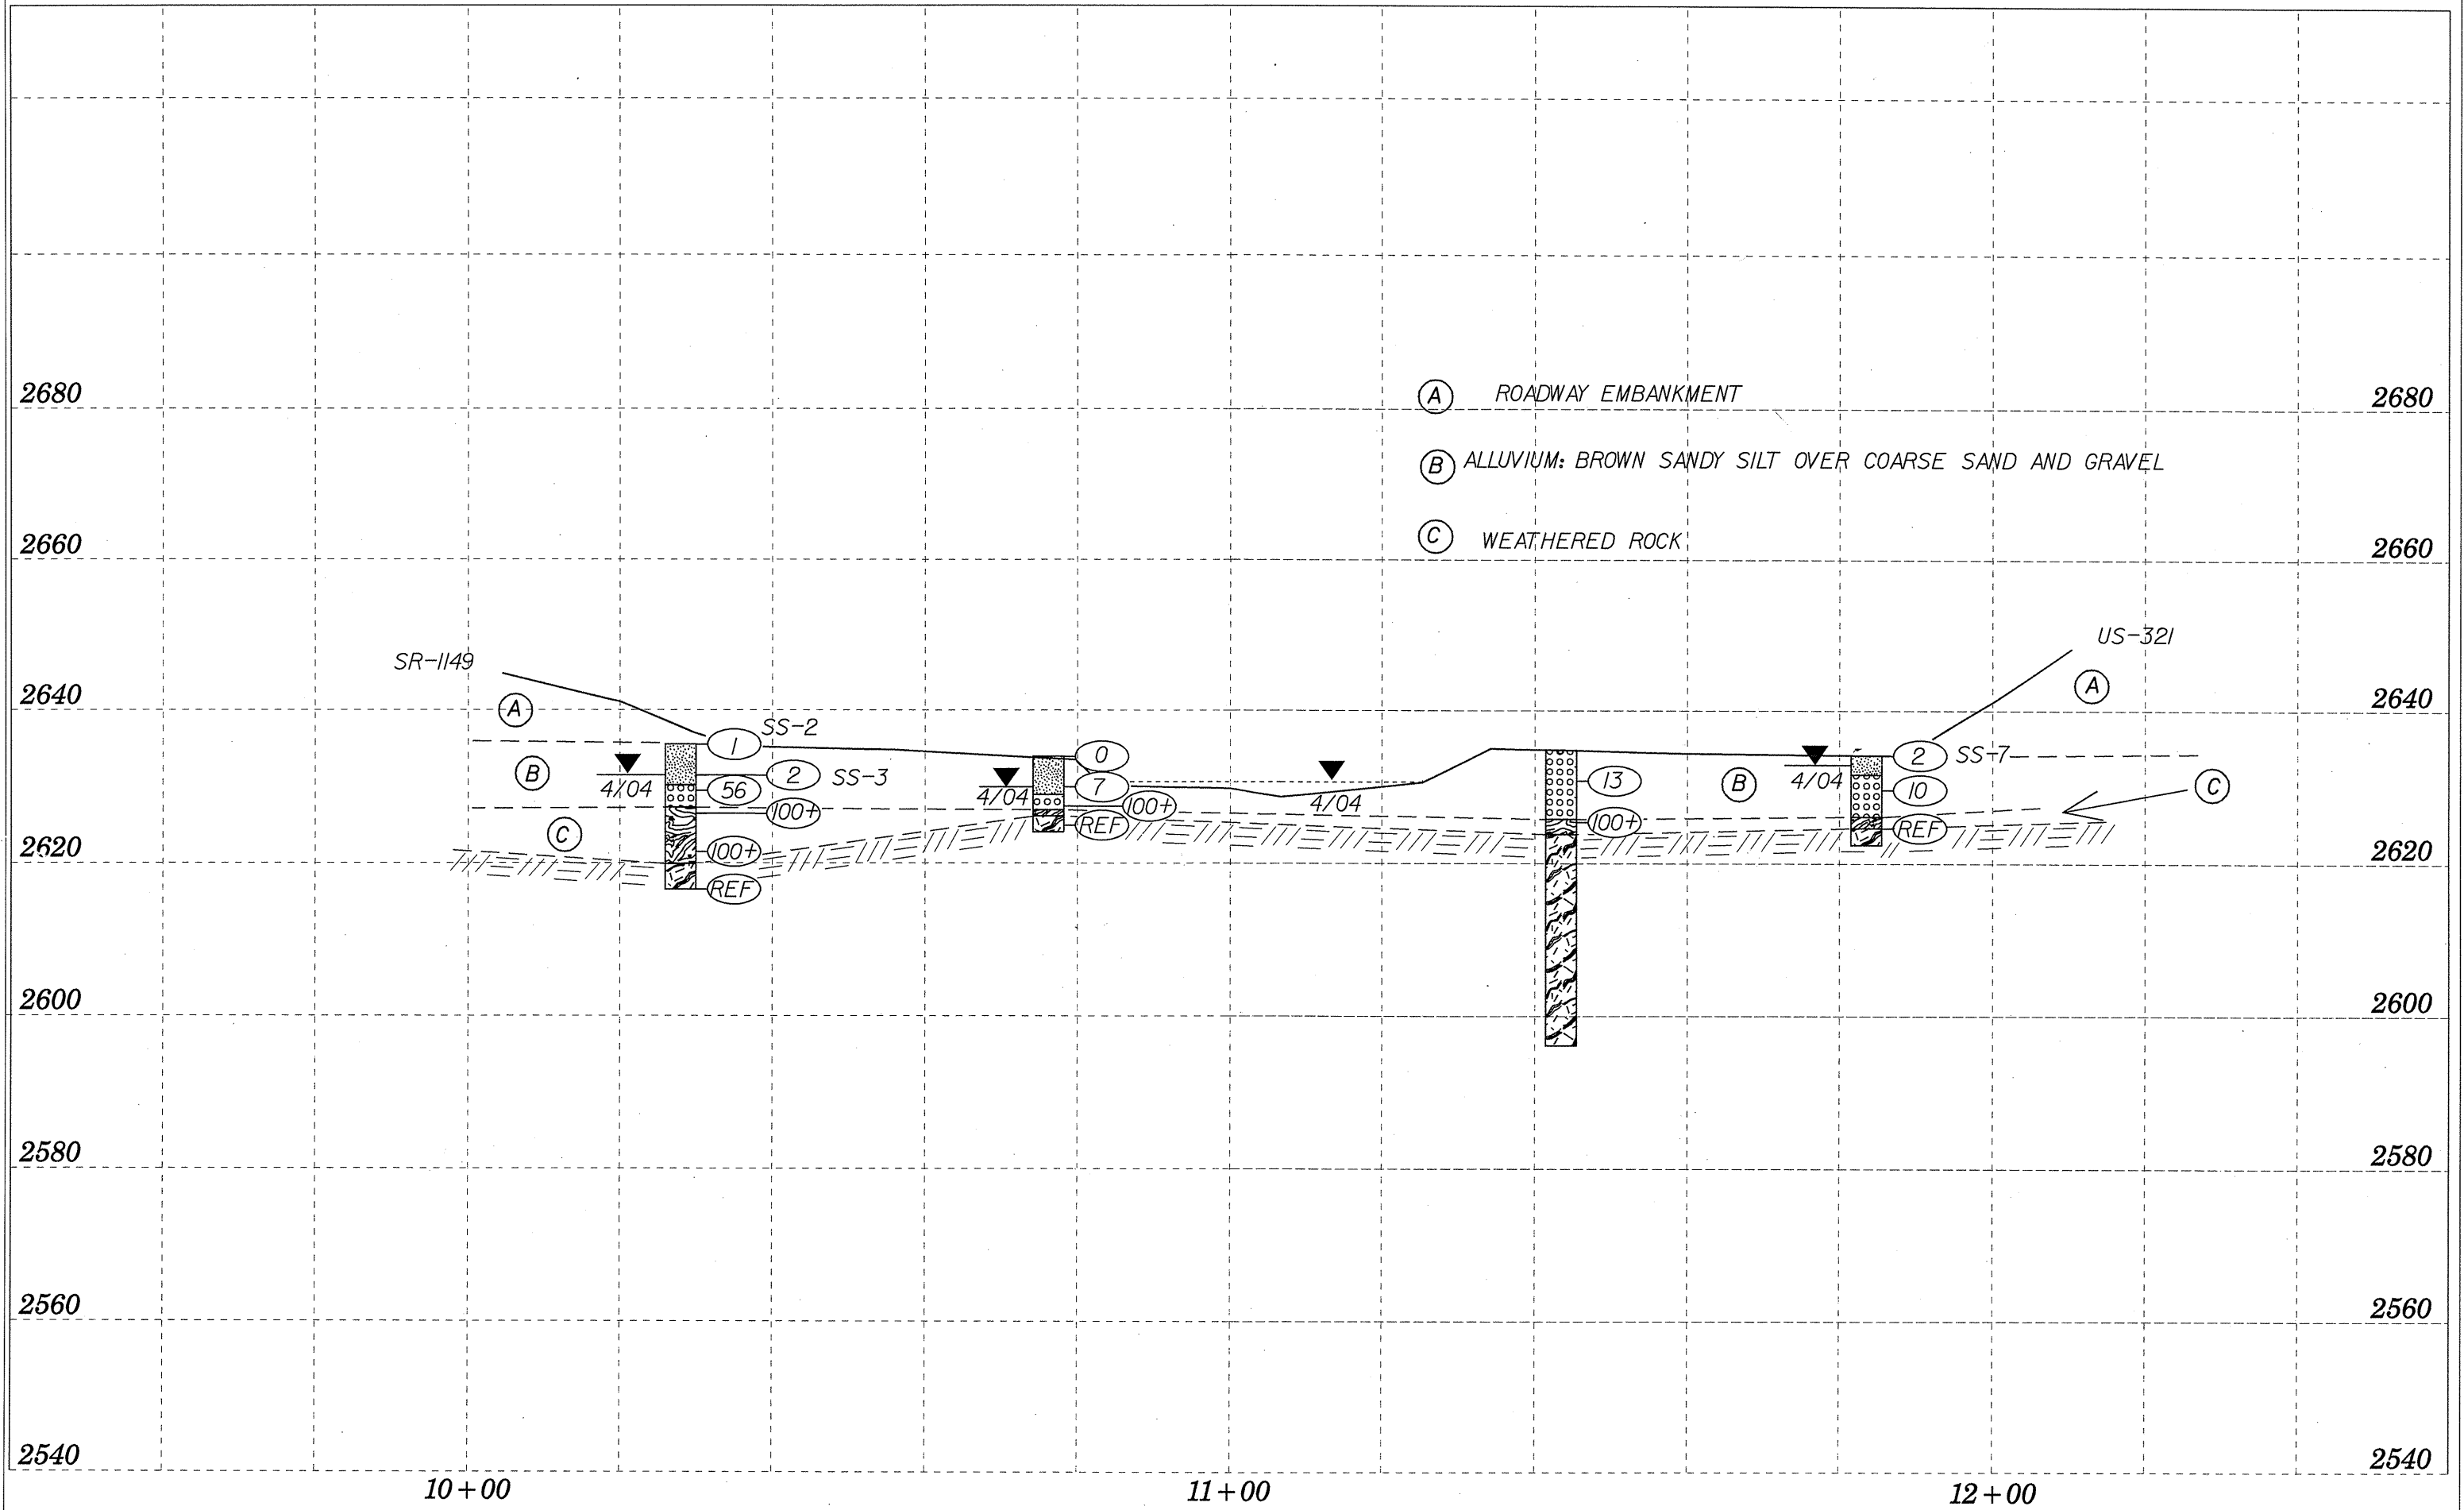 2680
A ROADWAY EMBANKMENT
2680
B ALLUVIUM: BROWN SANDY SILT OVER COARSE SAND AND GRAVEL
2660
C WEATHERED ROCK
2660
US-321
SR-1149
2640
A
A
2640
1 SS-2
0
2 SS-7
B
4/04
2 SS-3
56
4/04
7
4/04
13
B
4/04
10
C
100+
100+
100+
C
REF
REF
2620
100+
2620
REF
2600
2600
2580
2580
2560
2560
2540
2540
10+00
11+00
12+00